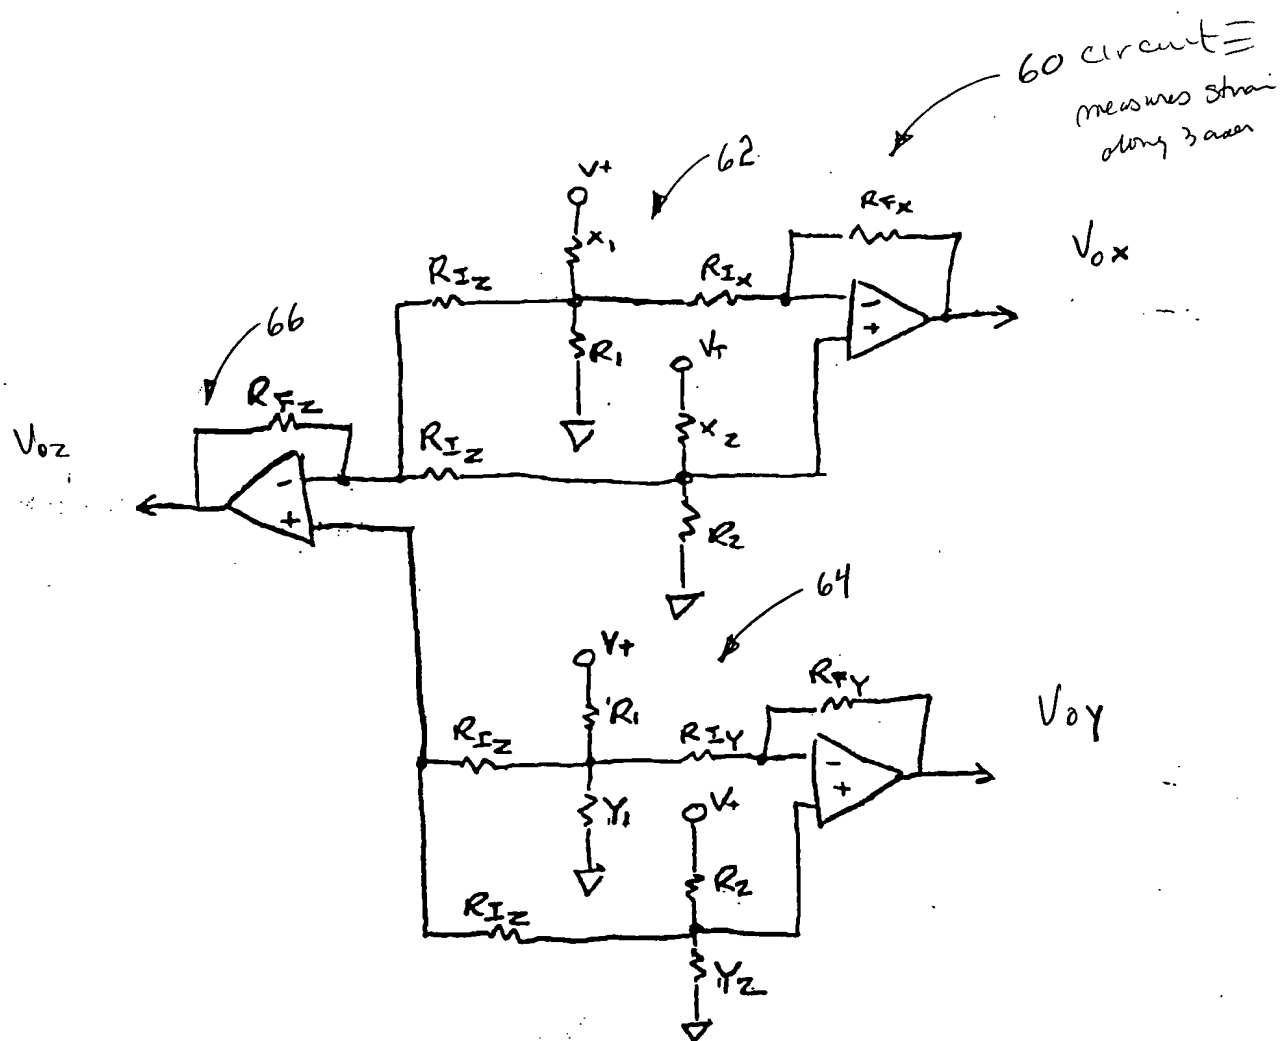 60 circuit ≡
measures strain
along 3 axes
62
V+
X1
RFX
VOX
RIZ
RIX
-
+
R1
V+
X2
66
RFZ
VOZ
RIZ
-
+
R2
64
V+
R1
RFY
VOY
RIZ
RIY
-
+
Y1
V+
R2
RIZ
Y2